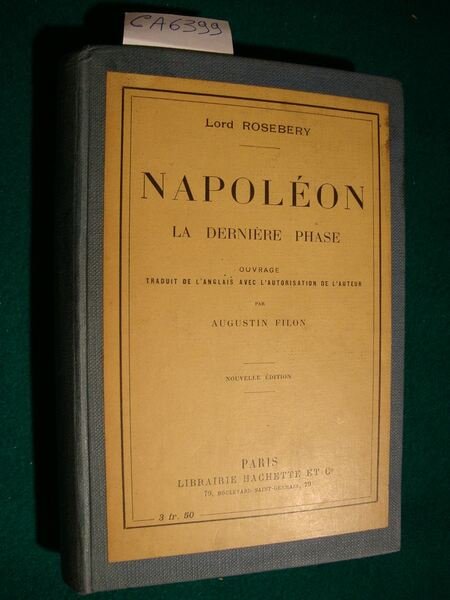 CA6399
Lord ROSEBERY
NAPOLÉON
LA DERNIÈRE PHASE
OUVRAGE
TRADUIT DE L'ANGLAIS AVEC L'AUTORISATION DE L'AUTEUR
PAR
AUGUSTIN FILON
NOUVELLE ÉDITION
PARIS
LIBRAIRIE HACHETTE ET Cie
79, BOULEVARD SAINT-GERMAIN, 79
3 fr. 50